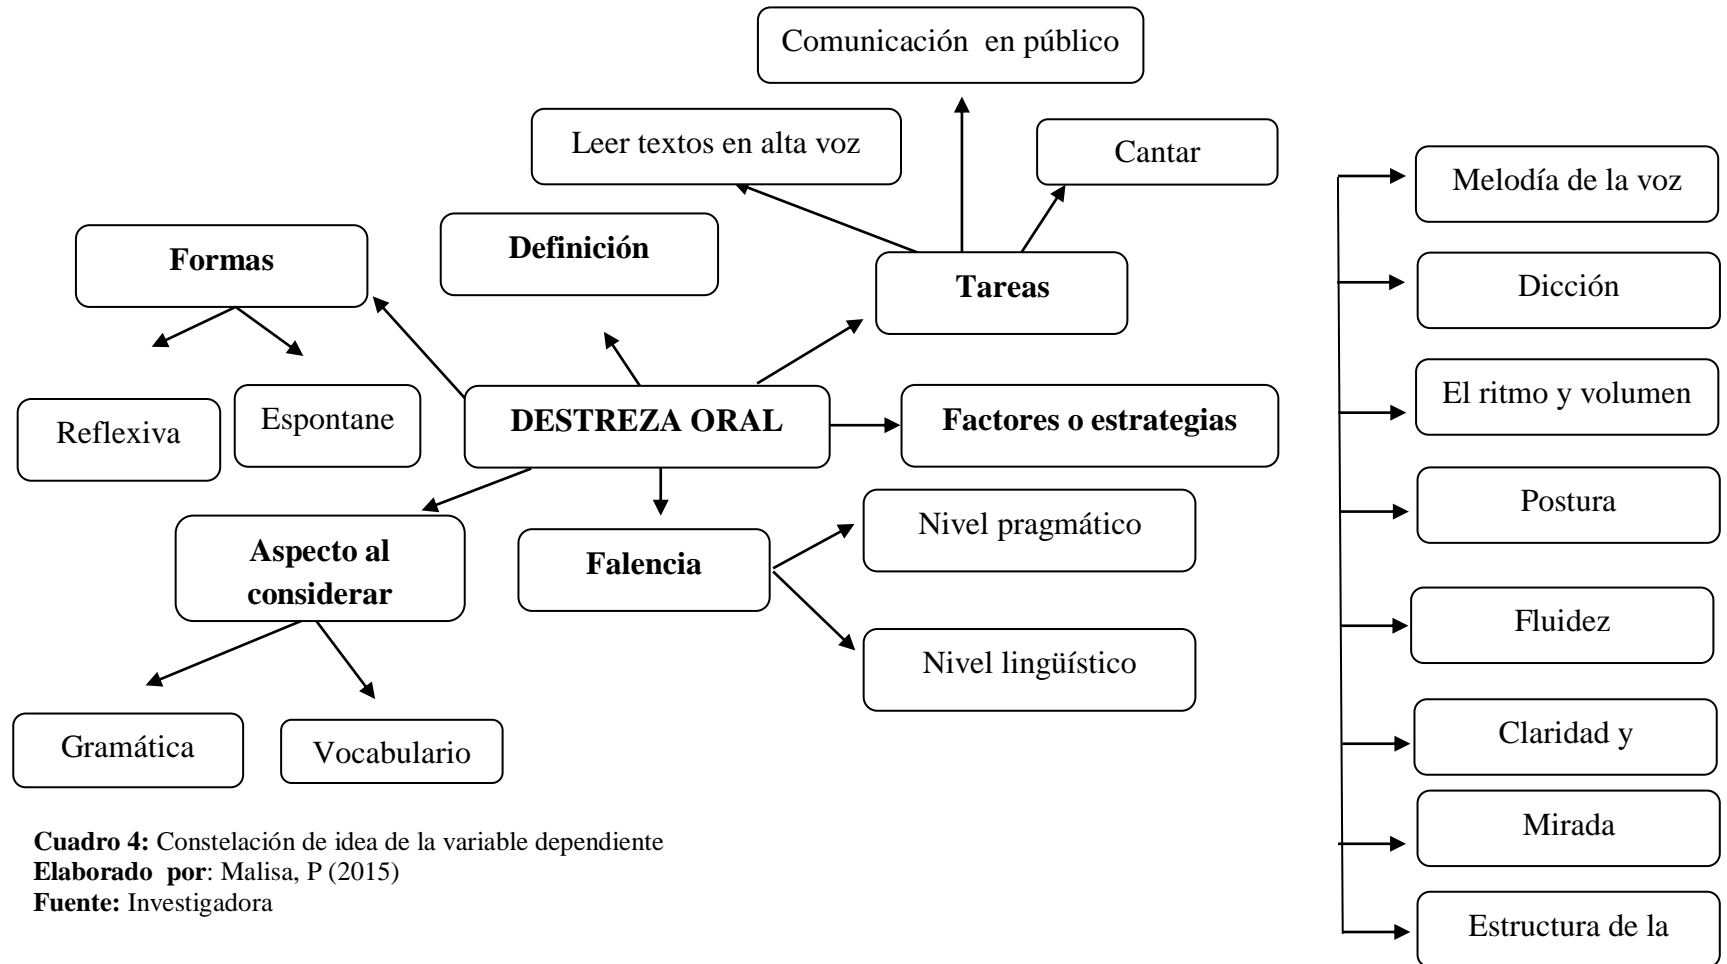 Comunicación en público
Leer textos en alta voz
Cantar
Melodía de la voz
Formas
Definición
Tareas
Dicción
Reflexiva
Espontane
DESTREZA ORAL
Factores o estrategias
El ritmo y volumen
Postura
Aspecto al
considerar
Falencia
Nivel pragmático
Nivel lingüístico
Fluidez
Gramática
Vocabulario
Claridad y
Mirada
Estructura de la
Cuadro 4: Constelación de idea de la variable dependiente
Elaborado por: Malisa, P (2015)
Fuente: Investigadora